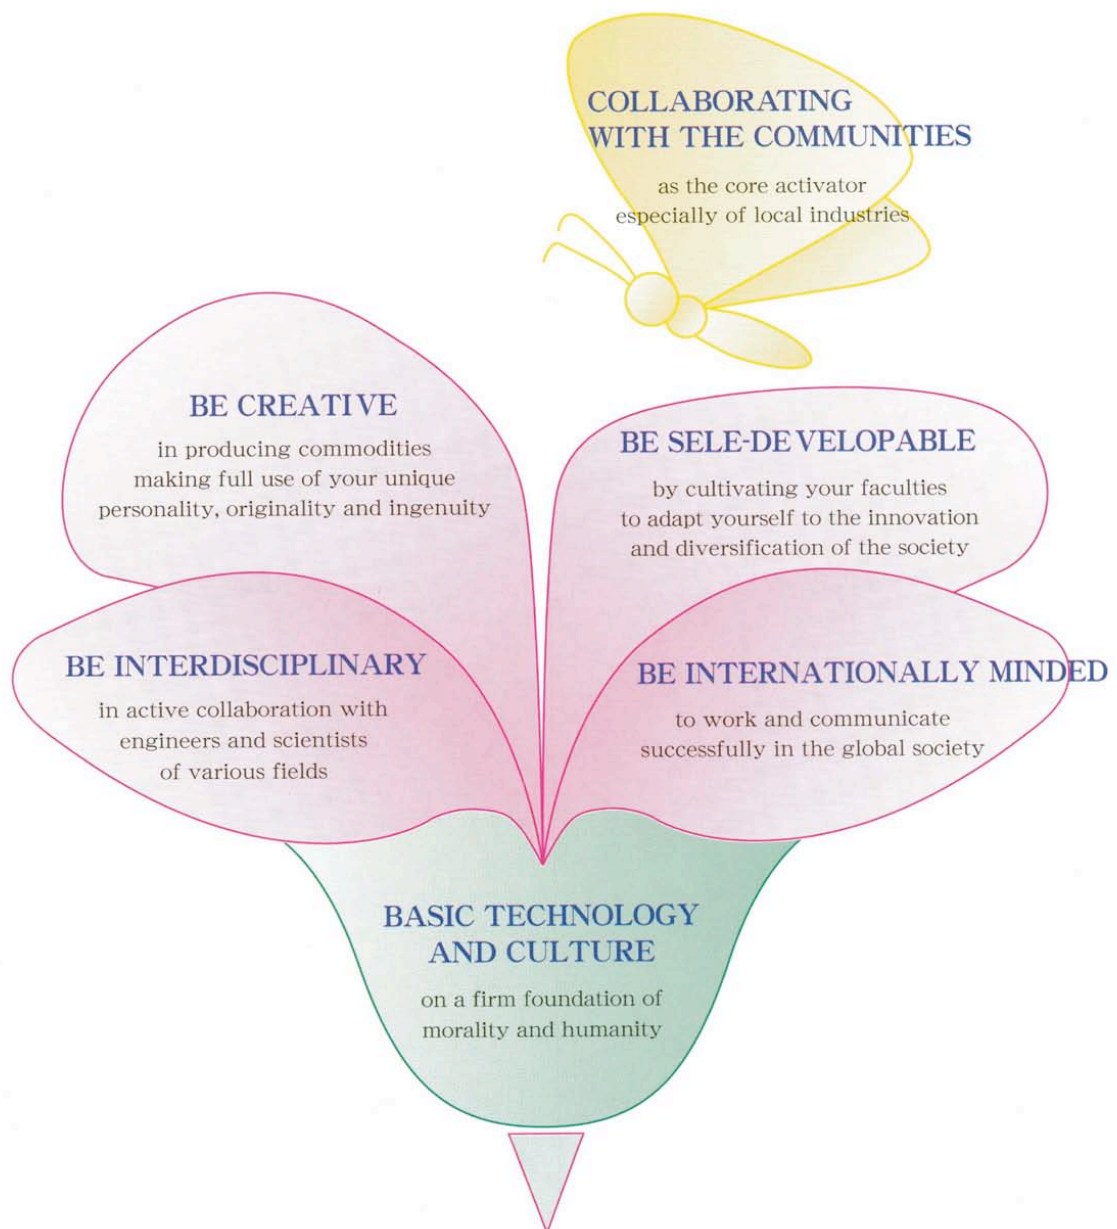 COLLABORATING
WITH THE COMMUNITIES
as the core activator
especially of local industries
BE CREATIVE
in producing commodities
making full use of your unique
personality, originality and ingenuity
BE SELE-DEVELOPABLE
by cultivating your faculties
to adapt yourself to the innovation
and diversification of the society
BE INTERDISCIPLINARY
in active collaboration with
engineers and scientists
of various fields
BE INTERNATIONALLY MINDED
to work and communicate
successfully in the global society
BASIC TECHNOLOGY
AND CULTURE
on a firm foundation of
morality and humanity